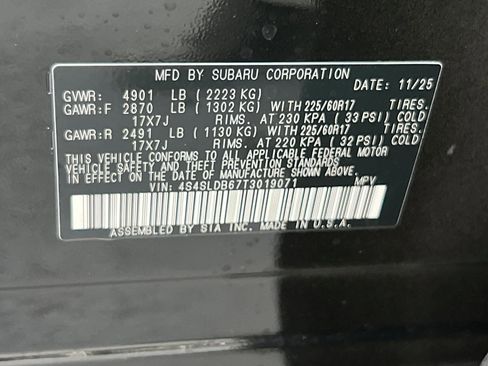 MFD BY SUBARU CORPORATION
DATE: 11/25
GVWR: 4901 LB ( 2223 KG)
GAWR:F 2870 LB ( 1302 KG) WITH 225/60R17 TIRES.
17X7J RIMS. AT 230 KPA ( 33 PSI) COLD
GAWR:R 2491 LB ( 1130 KG) WITH 225/60R17 TIRES.
17X7J RIMS. AT 220 KPA ( 32 PSI) COLD
THIS VEHICLE CONFORMS TO ALL APPLICABLE FEDERAL MOTOR
VEHICLE SAFETY AND THEFT PREVENTION STANDARDS
IN EFFECT ON THE DATE OF MANUFACTURE SHOWN ABOVE.
VIN: 4S4SLDB67T3019071 MPV
ASSEMBLED BY SIA INC. MADE IN U.S.A.